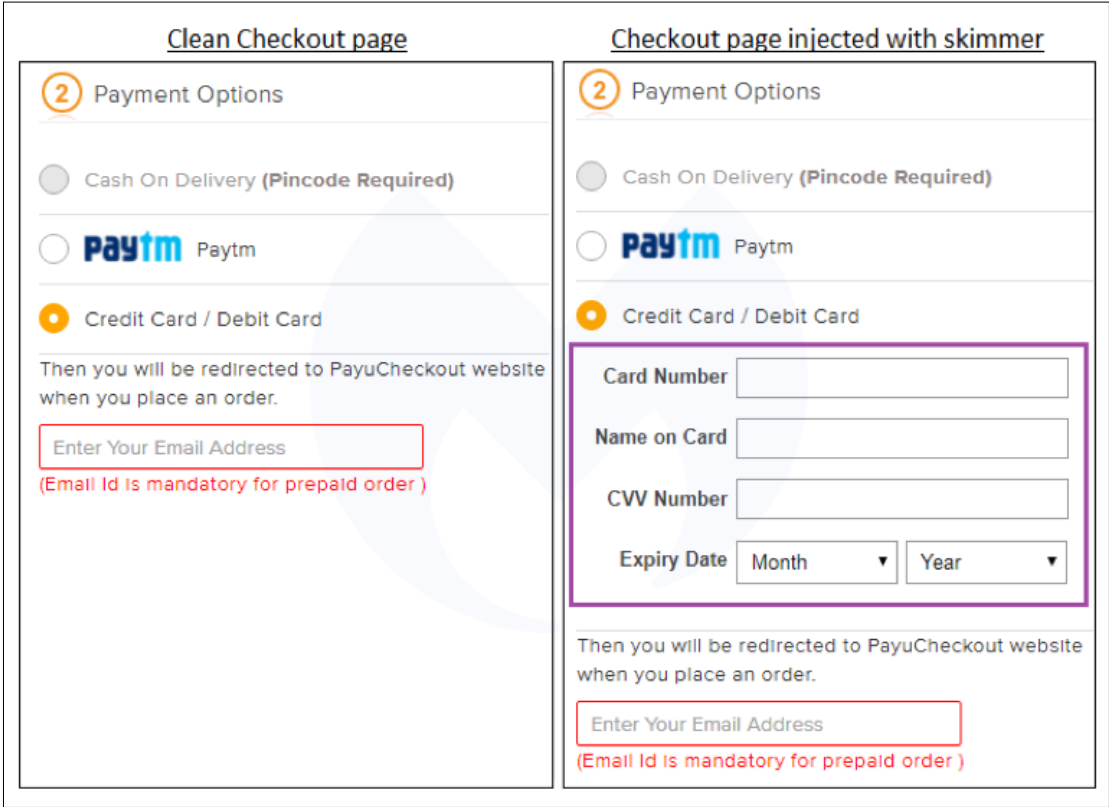 Clean Checkout page
2 Payment Options
Cash On Delivery (Pincode Required)
paytm Paytm
Credit Card / Debit Card
Then you will be redirected to PayuCheckout website
when you place an order.
Enter Your Email Address
(Email Id is mandatory for prepaid order )
Checkout page injected with skimmer
2 Payment Options
Cash On Delivery (Pincode Required)
paytm Paytm
Credit Card / Debit Card
Card Number
Name on Card
CVV Number
Expiry Date Month Year
Then you will be redirected to PayuCheckout website
when you place an order.
Enter Your Email Address
(Email Id is mandatory for prepaid order )